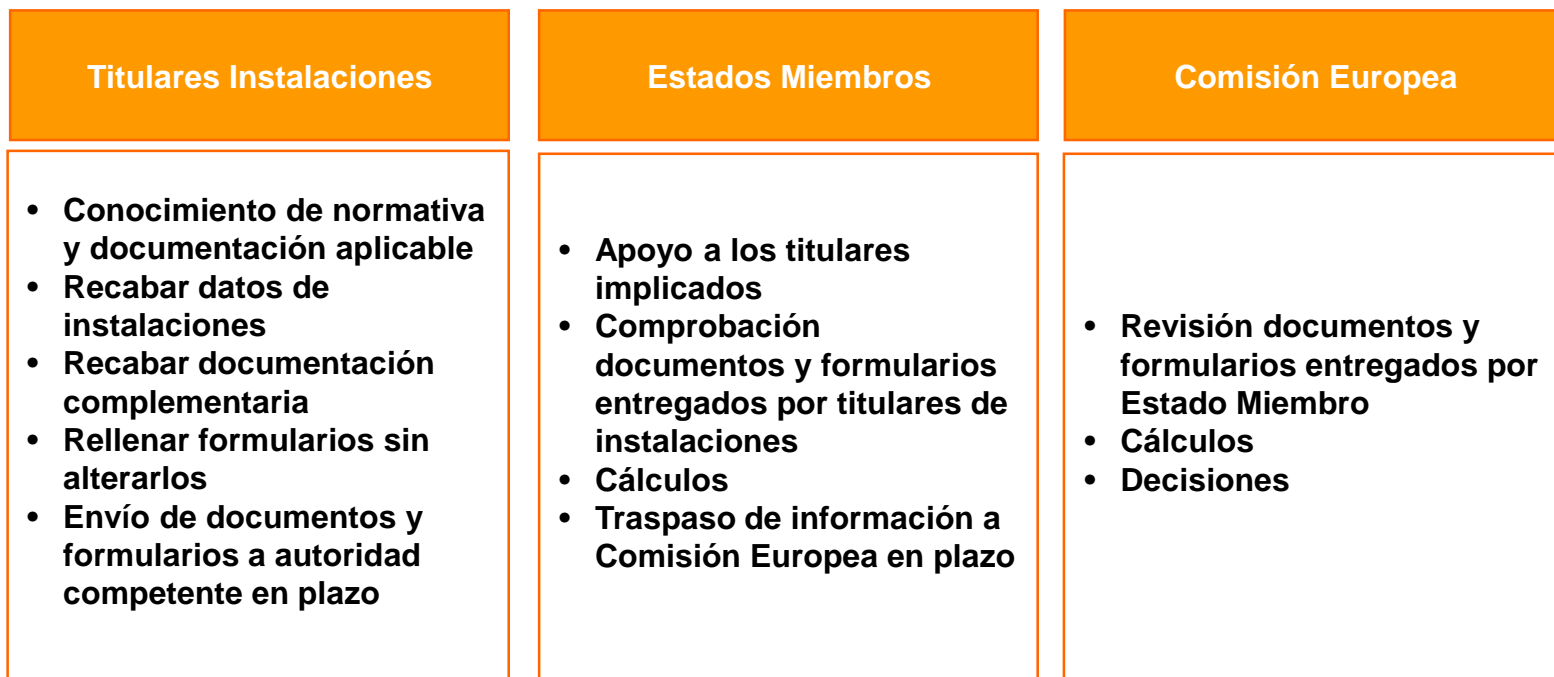 Titulares Instalaciones
• Conocimiento de normativa
y documentación aplicable
• Recabar datos de
instalaciones
• Recabar documentación
complementaria
• Rellenar formularios sin
alterarlos
• Envío de documentos y
formularios a autoridad
competente en plazo
Estados Miembros
• Apoyo a los titulares
implicados
• Comprobación
documentos y formularios
entregados por titulares de
instalaciones
• Cálculos
• Traspaso de información a
Comisión Europea en plazo
Comisión Europea
• Revisión documentos y
formularios entregados por
Estado Miembro
• Cálculos
• Decisiones